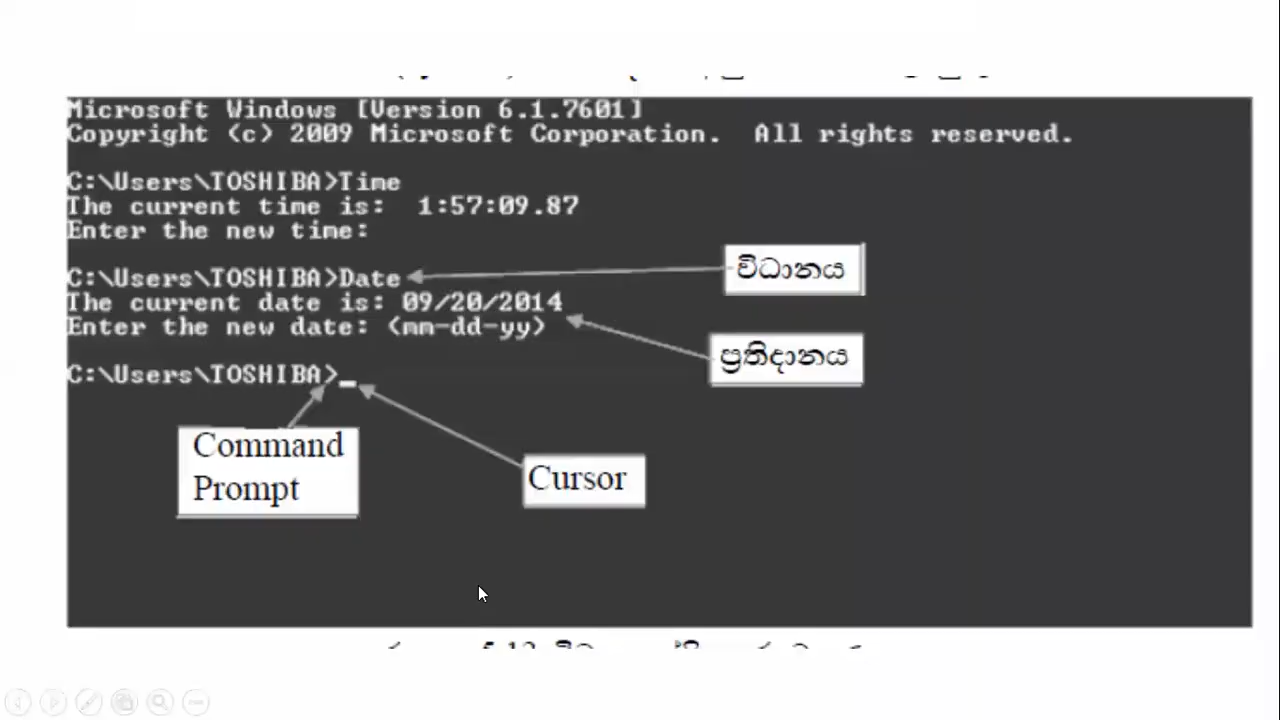 Microsoft Windows [Version 6.1.7601]
Copyright (c) 2009 Microsoft Corporation.  All rights reserved.
C:\Users\TOSHIBA>Time
The current time is:  1:57:09.87
Enter the new time:
C:\Users\TOSHIBA>Date
විධානය
The current date is: 09/20/2014
Enter the new date: (mm-dd-yy)
ප්‍රතිදානය
C:\Users\TOSHIBA>_
Command
Prompt
Cursor